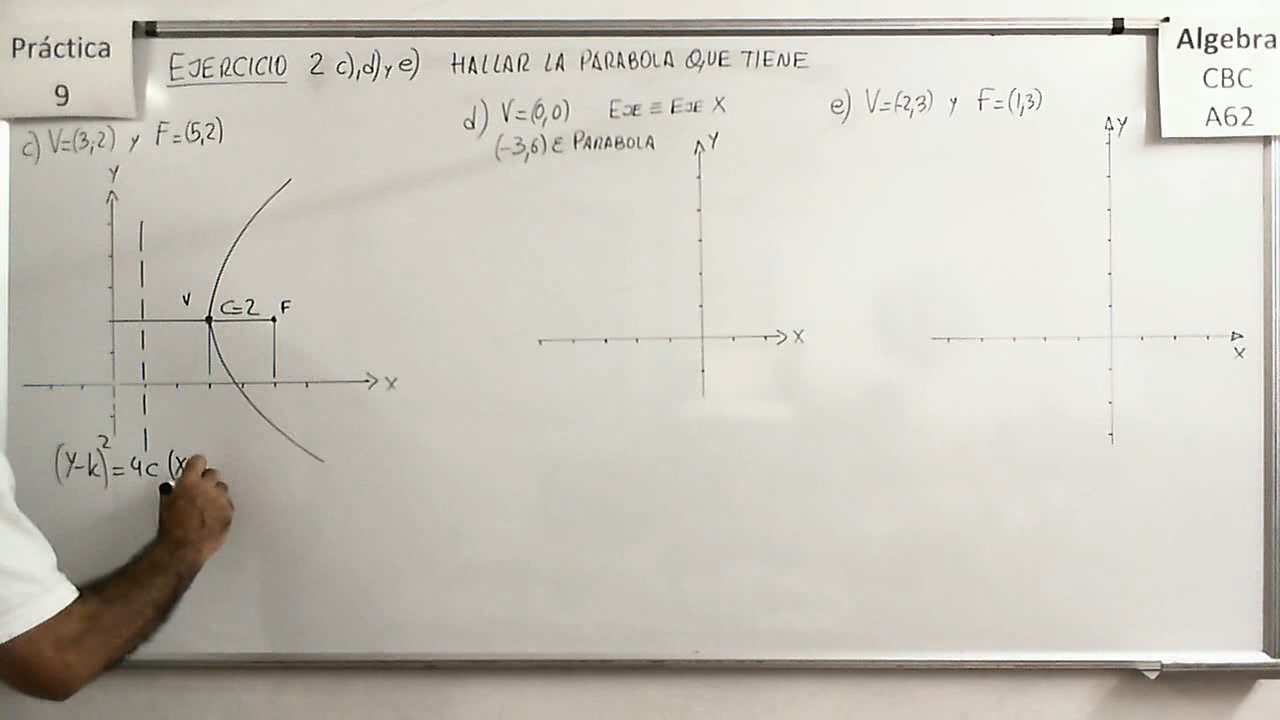 Práctica
9
Algebra
CBC
A62
EJERCICIO 2 c), d) y e) HALLAR LA PARABOLA QUE TIENE
c) V=(3,2) y F=(5,2)
d) V=(0,0) EJE ≡ EJE X
(-3,6) ε PARABOLA
e) V=(-2,3) y F=(1,3)
Y
X
V C=2 F
(Y-k)²=4c (x
Y
X
Y
X